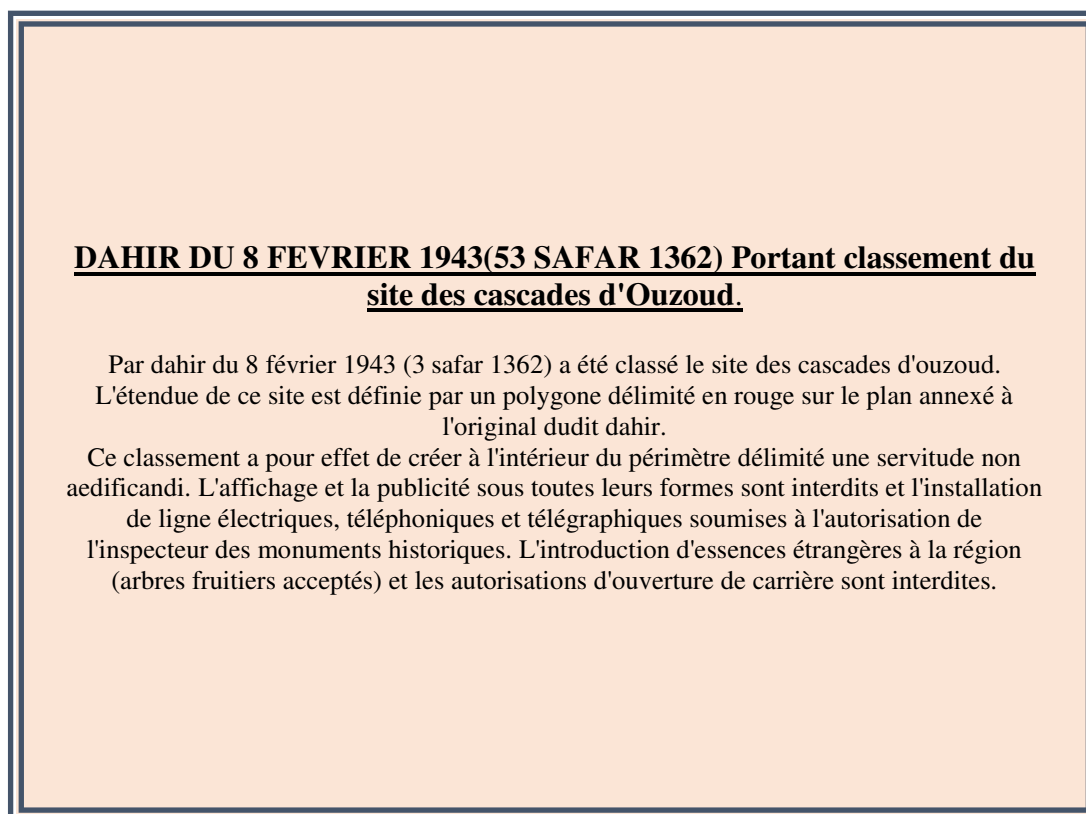 DAHIR DU 8 FEVRIER 1943(53 SAFAR 1362) Portant classement du
site des cascades d'Ouzoud.
Par dahir du 8 février 1943 (3 safar 1362) a été classé le site des cascades d'ouzoud.
L'étendue de ce site est définie par un polygone délimité en rouge sur le plan annexé à
l'original dudit dahir.
Ce classement a pour effet de créer à l'intérieur du périmètre délimité une servitude non
aedificandi. L'affichage et la publicité sous toutes leurs formes sont interdits et l'installation
de ligne électriques, téléphoniques et télégraphiques soumises à l'autorisation de
l'inspecteur des monuments historiques. L'introduction d'essences étrangères à la région
(arbres fruitiers acceptés) et les autorisations d'ouverture de carrière sont interdites.